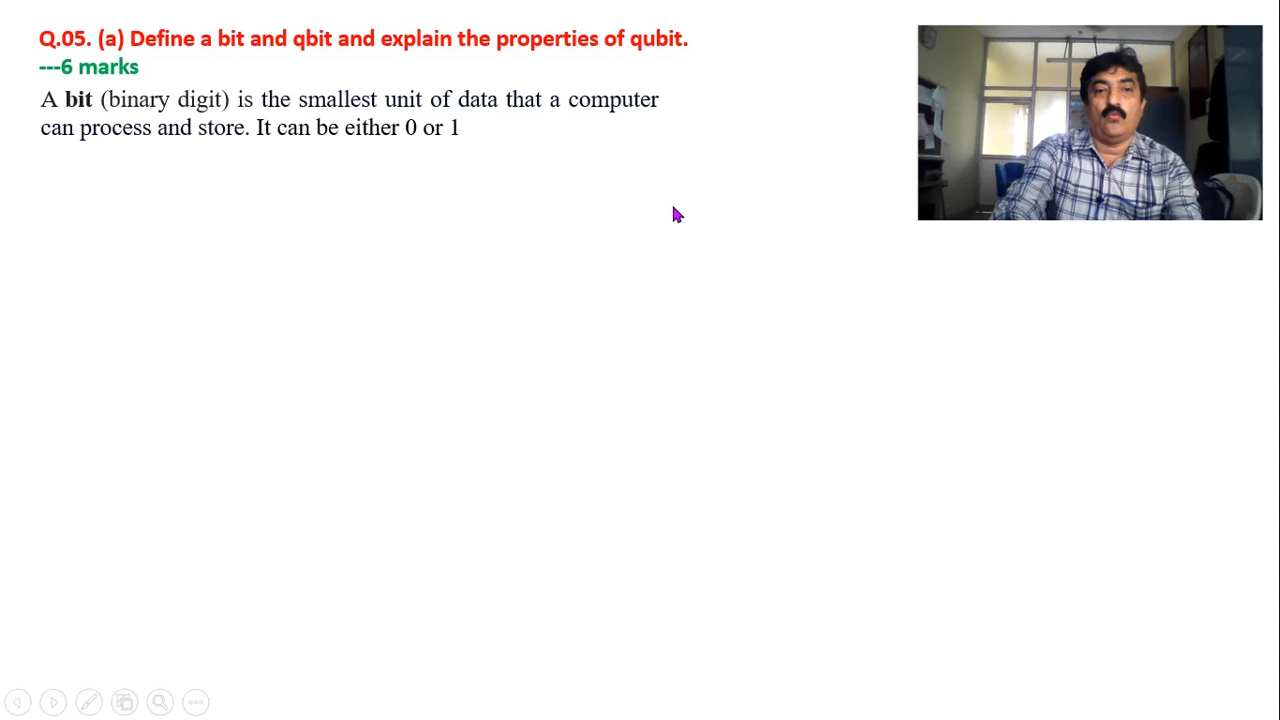 Q.05. (a) Define a bit and qbit and explain the properties of qubit.
---6 marks
A bit (binary digit) is the smallest unit of data that a computer
can process and store. It can be either 0 or 1